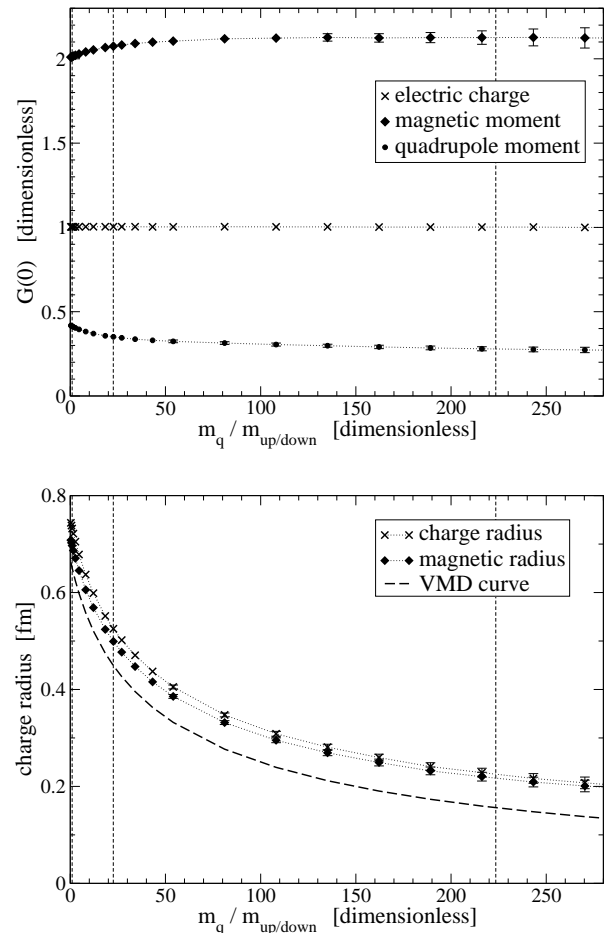 2
1.5
1
0.5
0
G(0) [dimensionless]
electric charge
magnetic moment
quadrupole moment
0 50 100 150 200 250
m_q / m_up/down [dimensionless]
0.8
0.6
0.4
0.2
0
charge radius [fm]
charge radius
magnetic radius
VMD curve
0 50 100 150 200 250
m_q / m_up/down [dimensionless]